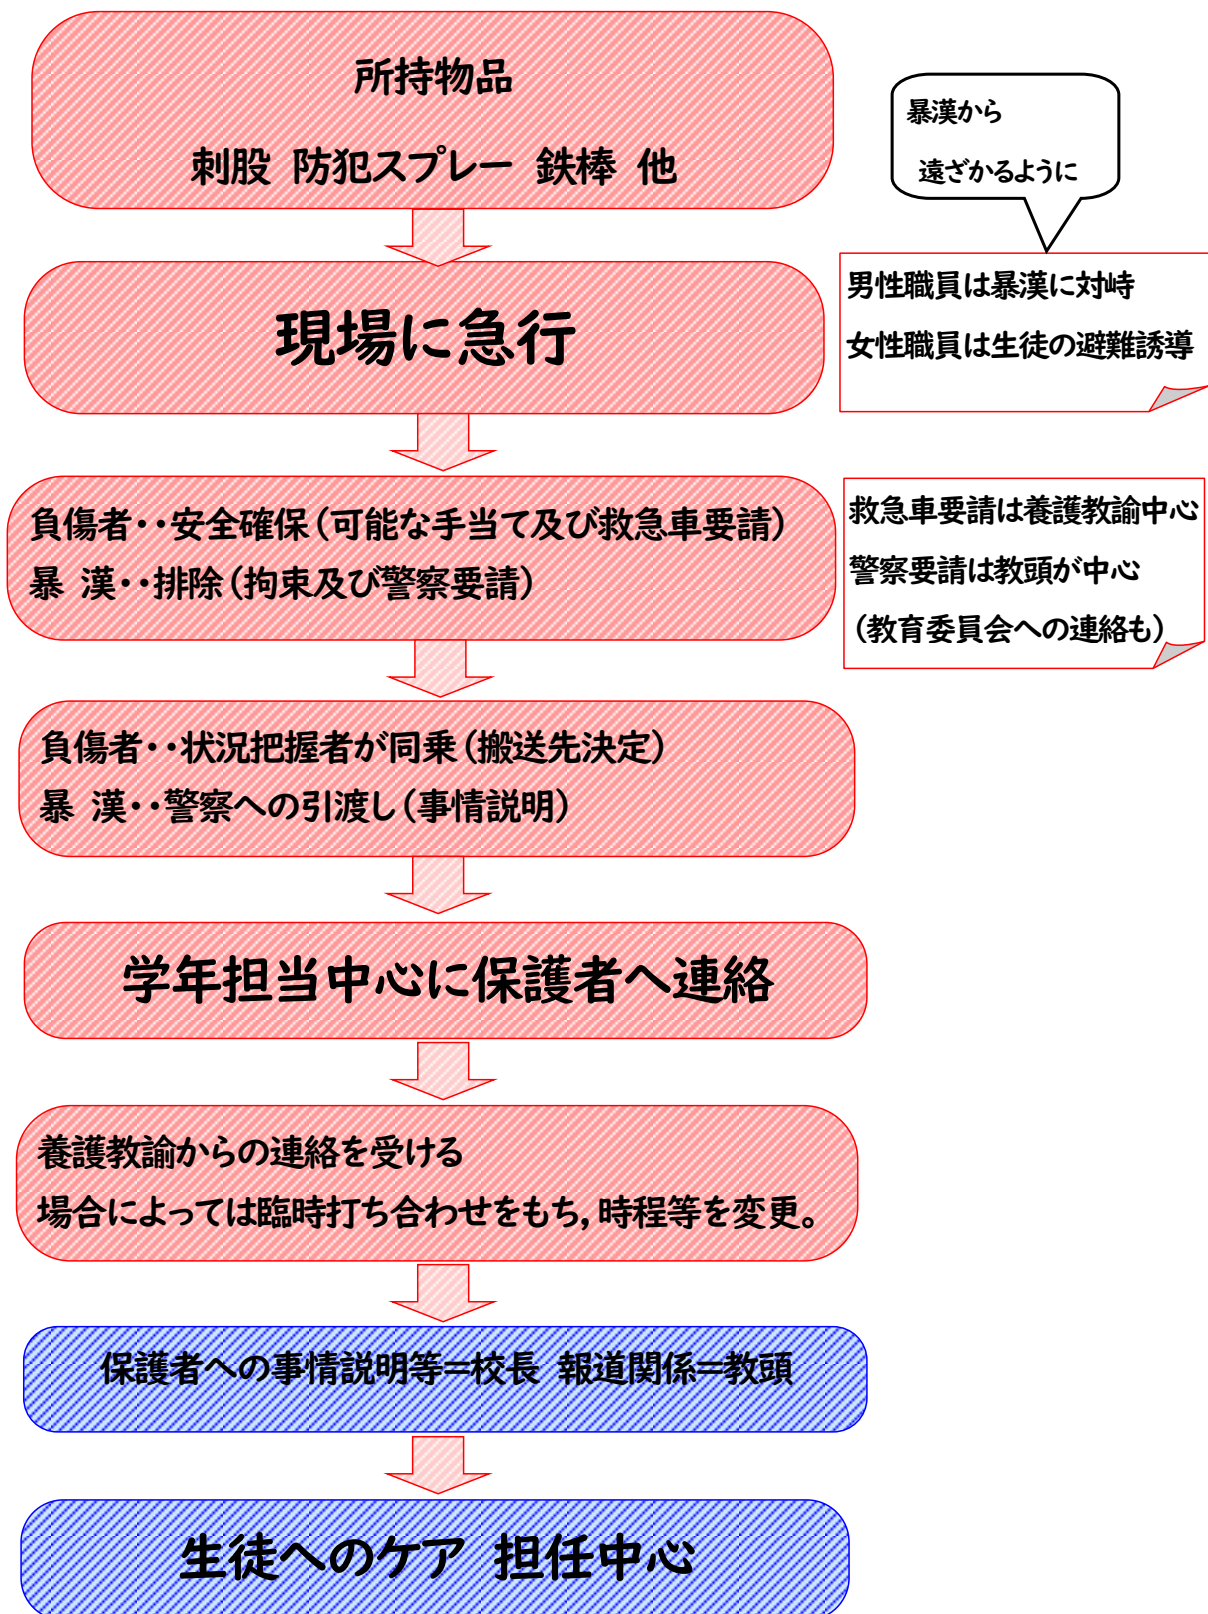 所持物品
刺股 防犯スプレー 鉄棒 他
暴漢から
遠ざかるように
現場に急行
男性職員は暴漢に対峙
女性職員は生徒の避難誘導
負傷者・・安全確保(可能な手当て及び救急車要請)
暴 漢・・排除(拘束及び警察要請)
救急車要請は養護教諭中心
警察要請は教頭が中心
(教育委員会への連絡も)
負傷者・・状況把握者が同乗(搬送先決定)
暴 漢・・警察への引渡し(事情説明)
学年担当中心に保護者へ連絡
養護教諭からの連絡を受ける
場合によっては臨時打ち合わせをもち,時程等を変更。
保護者への事情説明等=校長 報道関係=教頭
生徒へのケア 担任中心